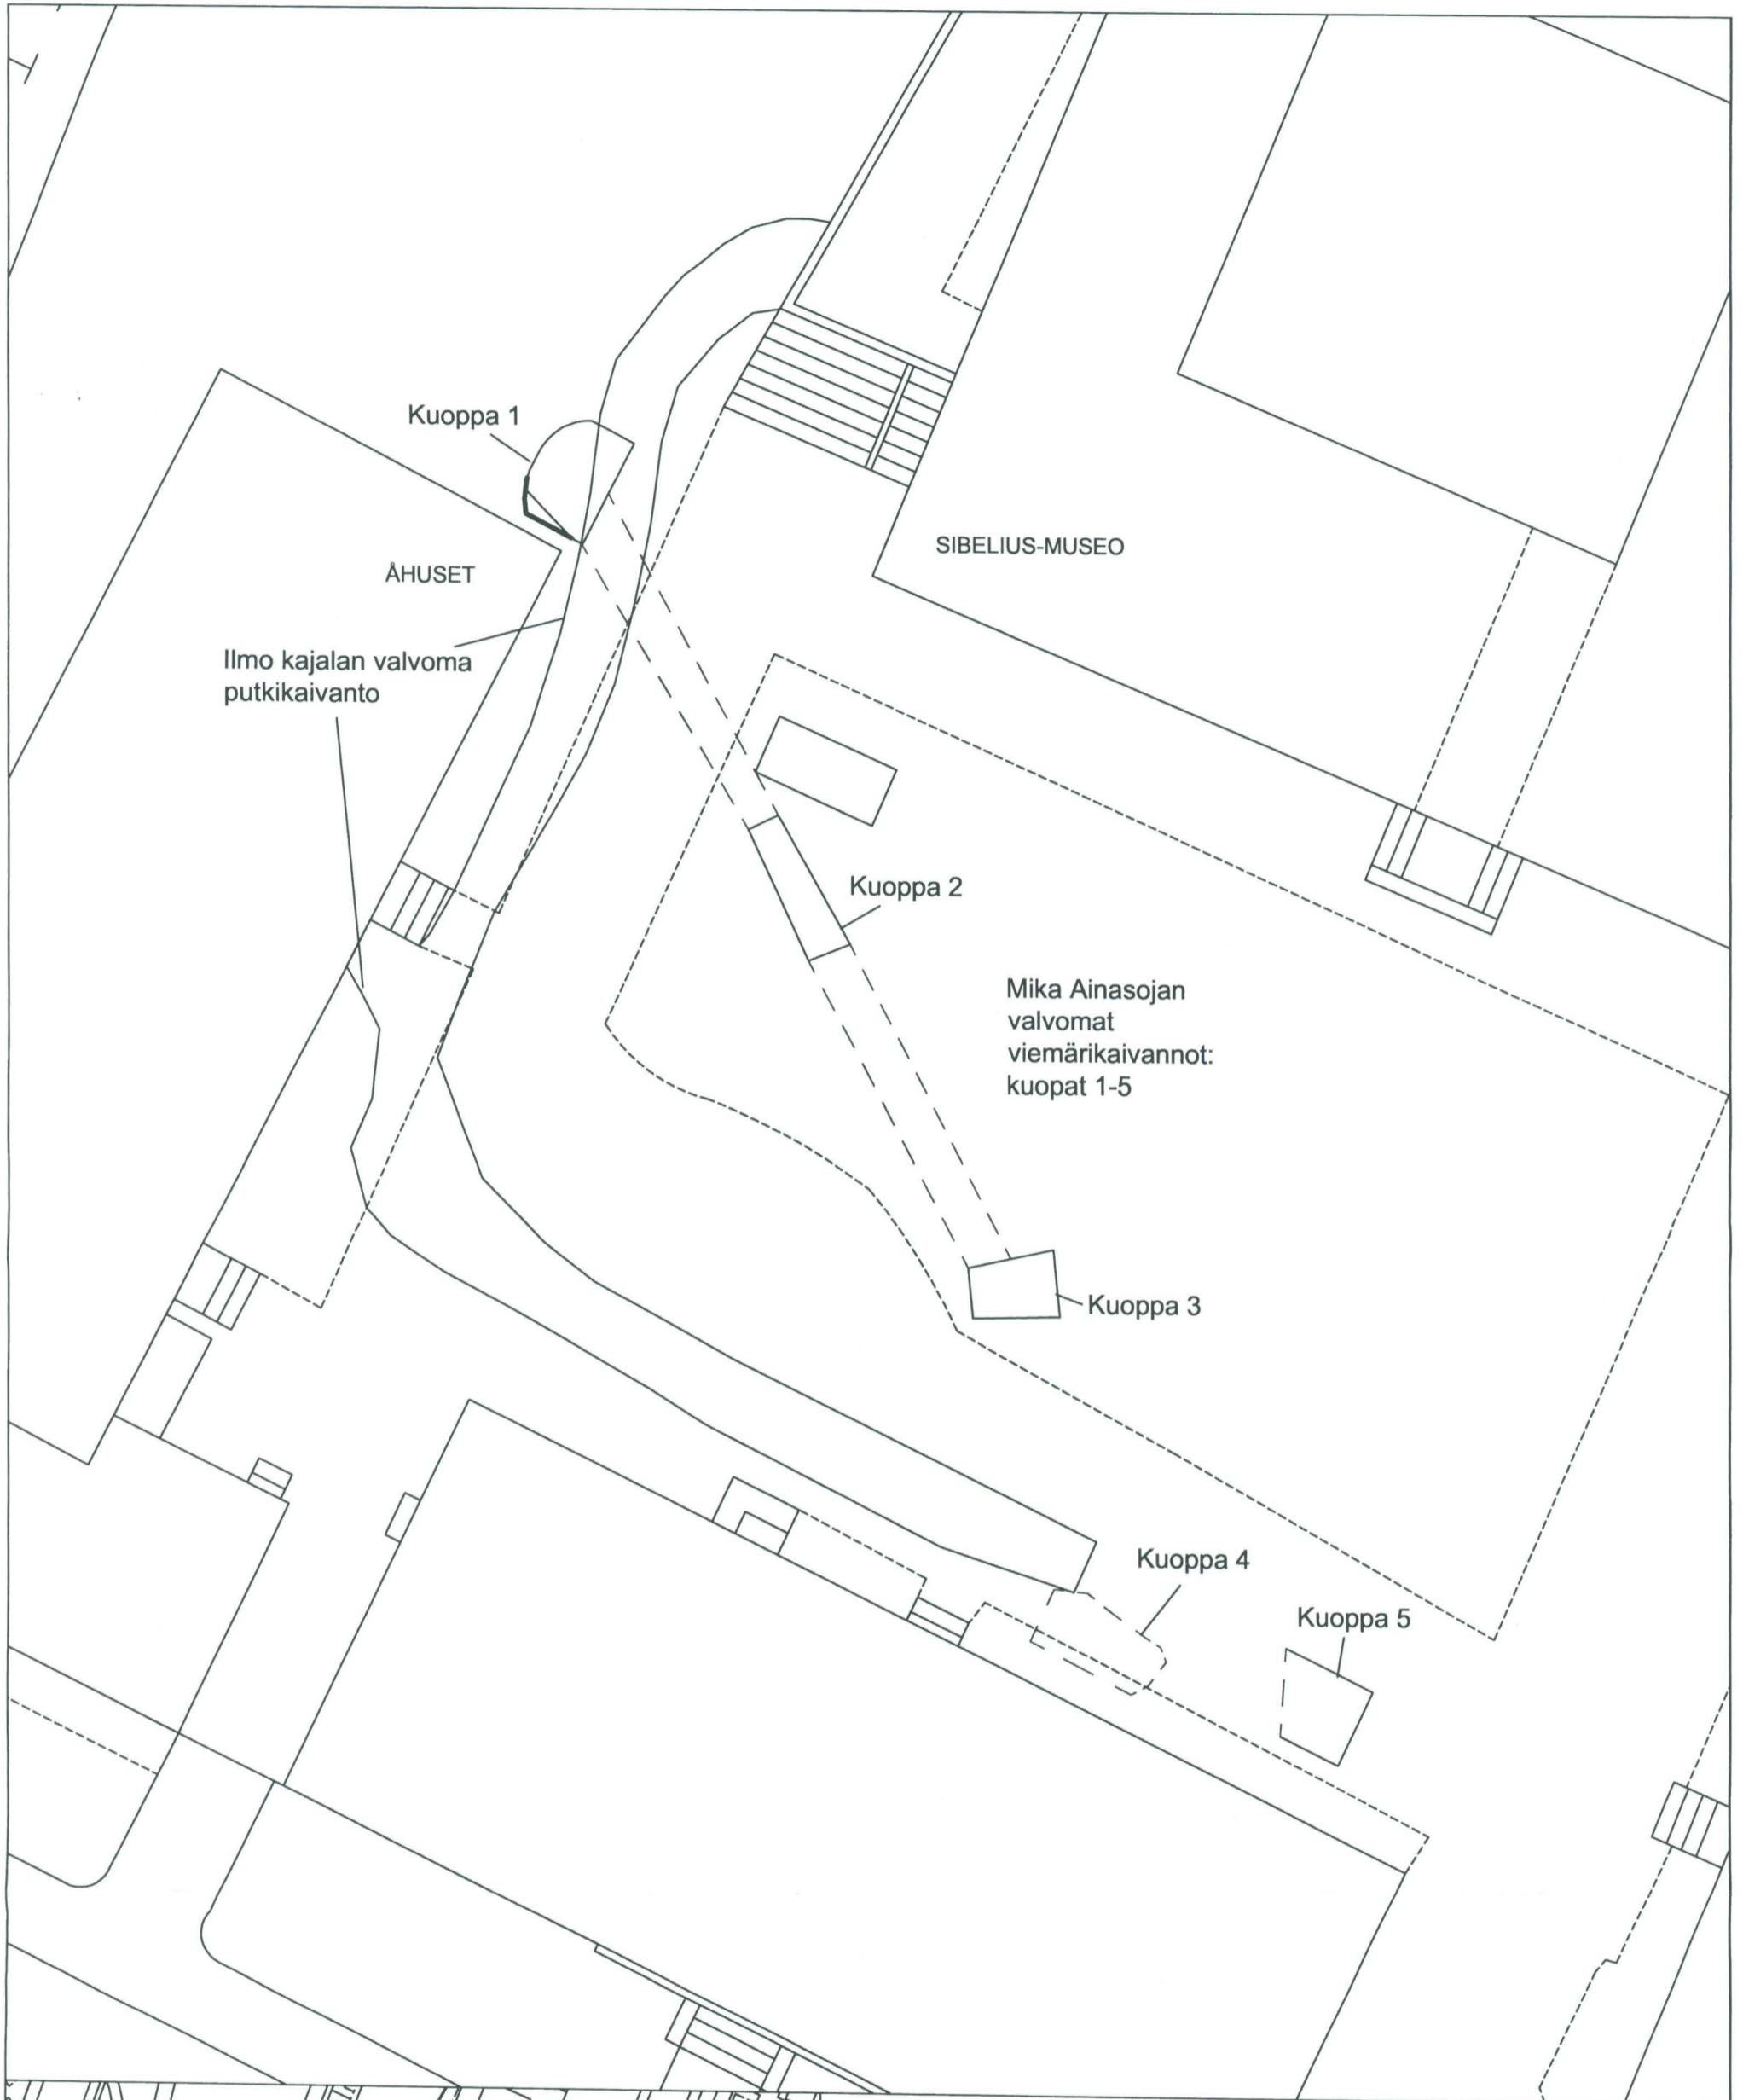 Kuoppa 1
SIBELIUS-MUSEO
ÅHUSET
Ilmo kajalan valvoma
putkikaivanto
Kuoppa 2
Mika Ainasojan
valvomat
viemärikaivannot:
kuopat 1-5
Kuoppa 3
Kuoppa 4
Kuoppa 5